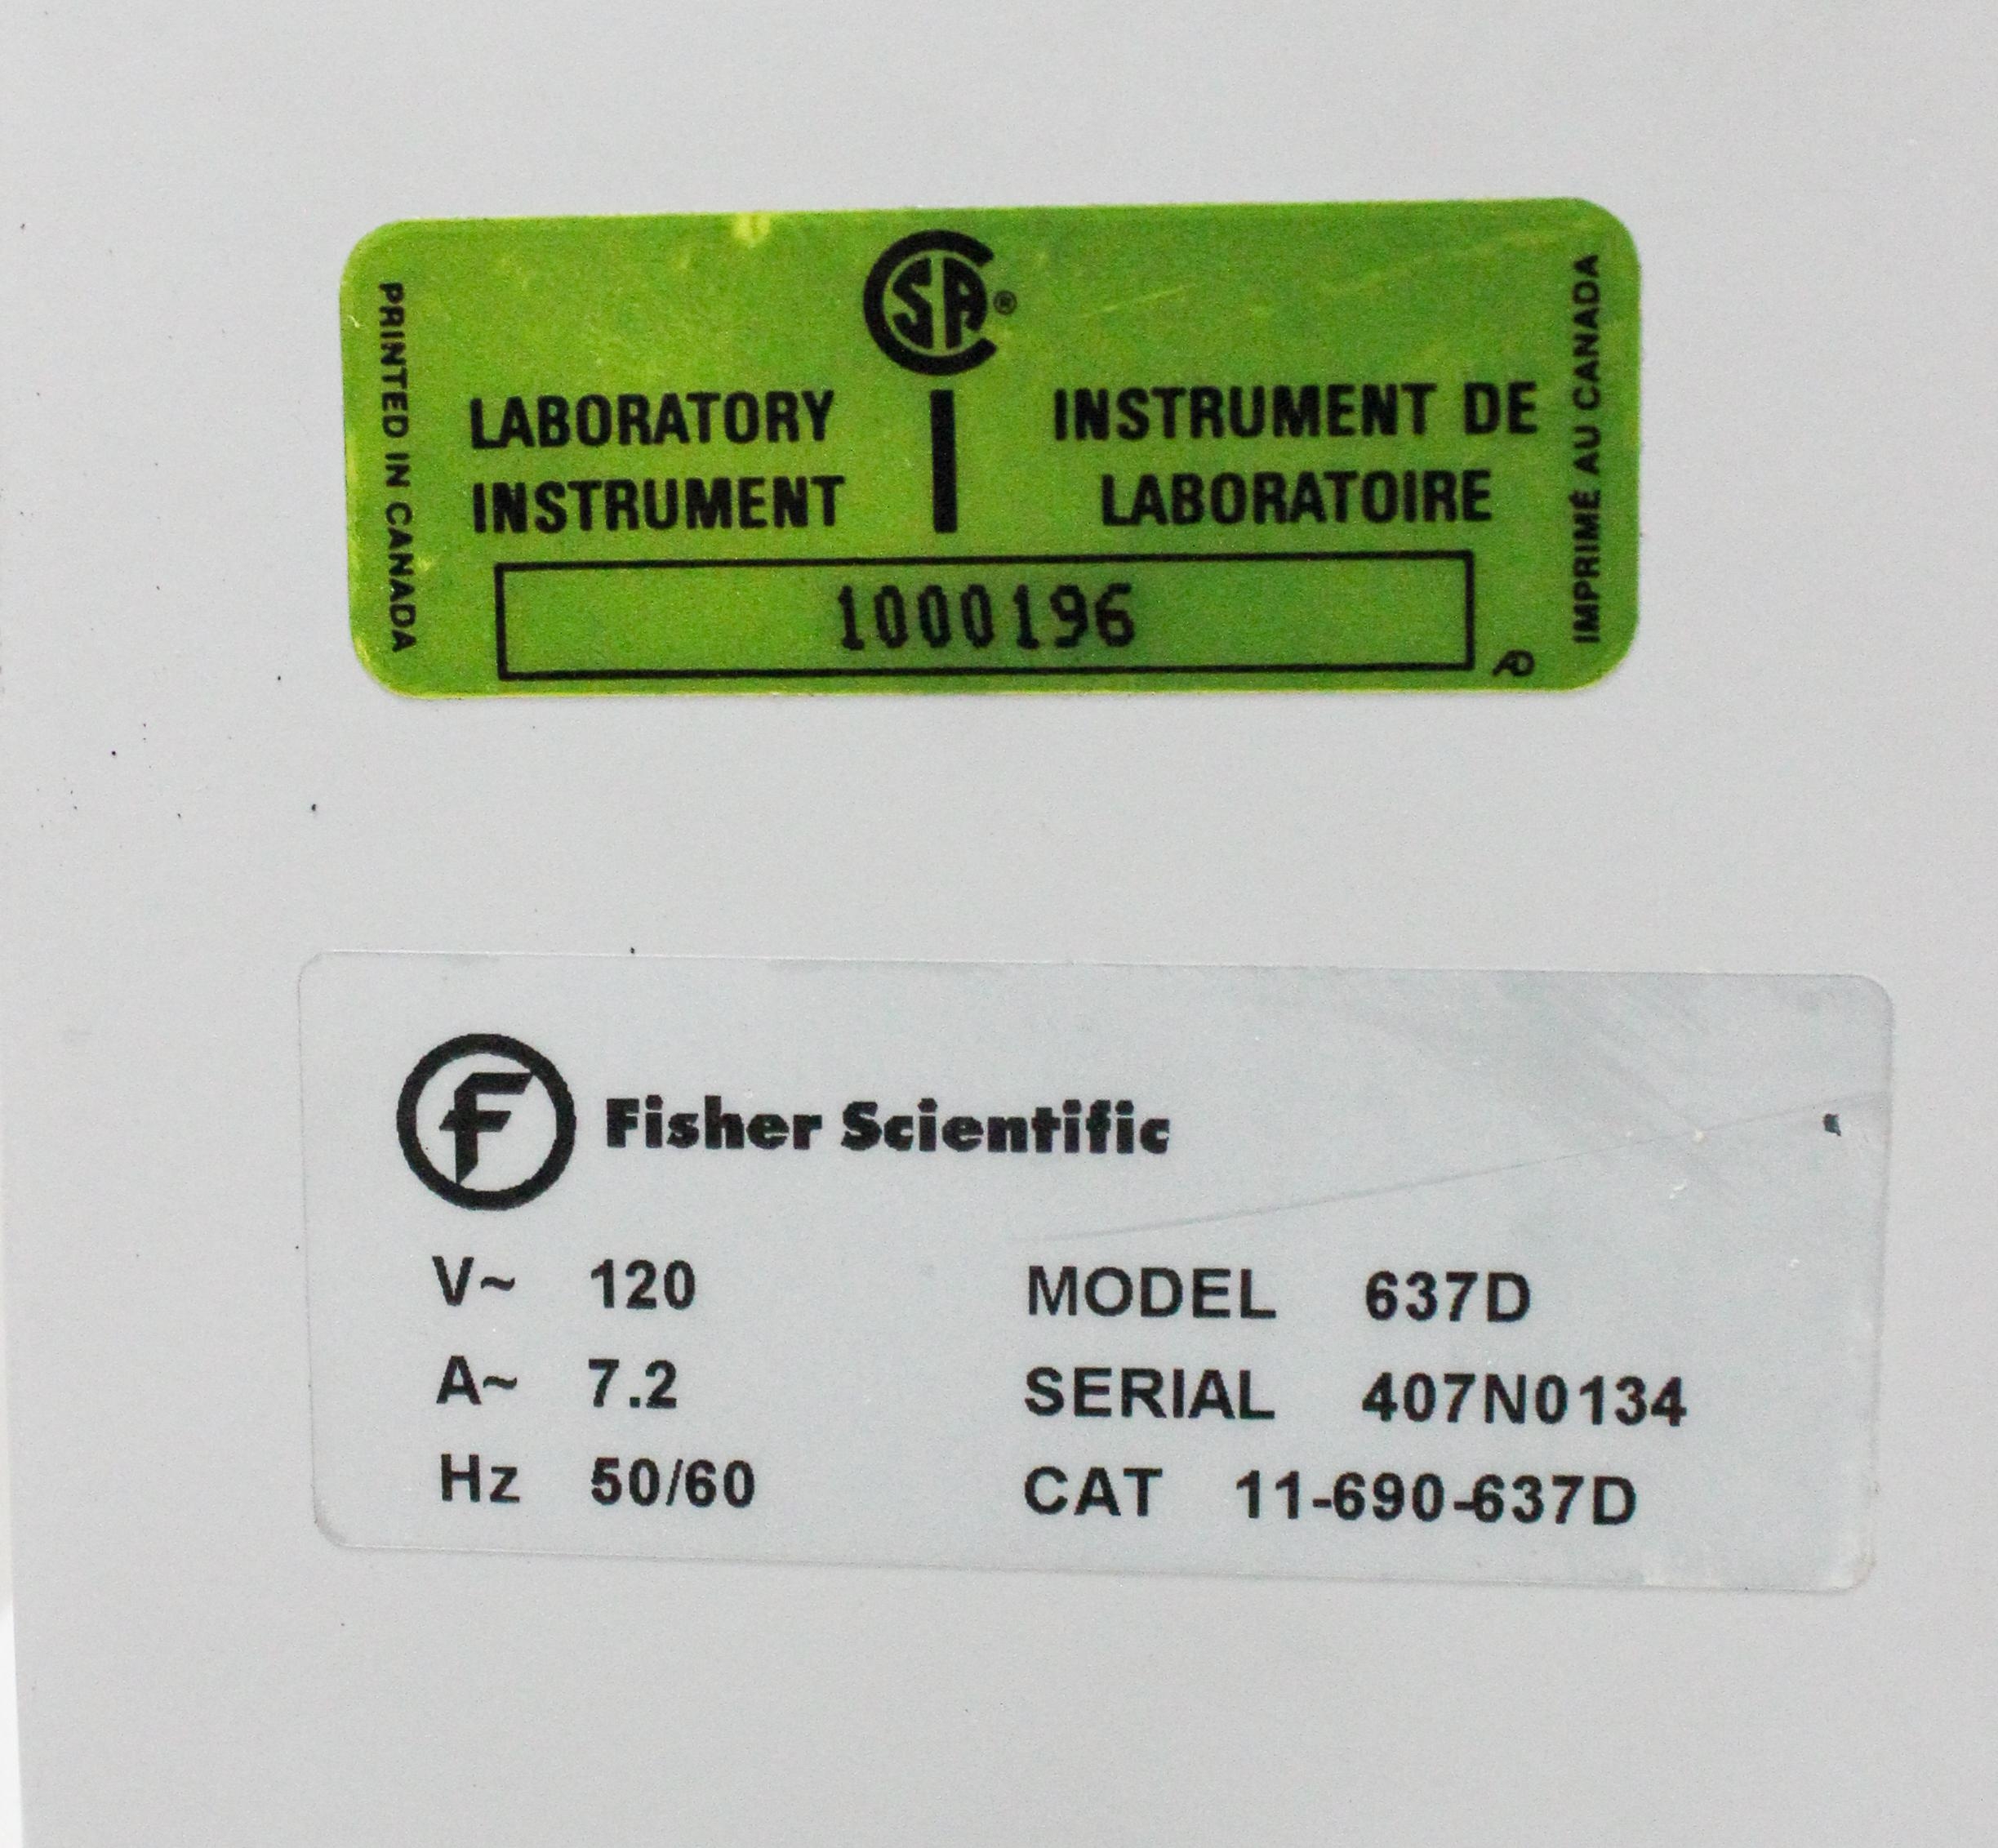 CSA®
PRINTED IN CANADA
LABORATORY
INSTRUMENT
INSTRUMENT DE
LABORATOIRE
IMPRIMÉ AU CANADA
1000196
F Fisher Scientific
V~ 120
A~ 7.2
Hz 50/60
MODEL 637D
SERIAL 407N0134
CAT 11-690-637D